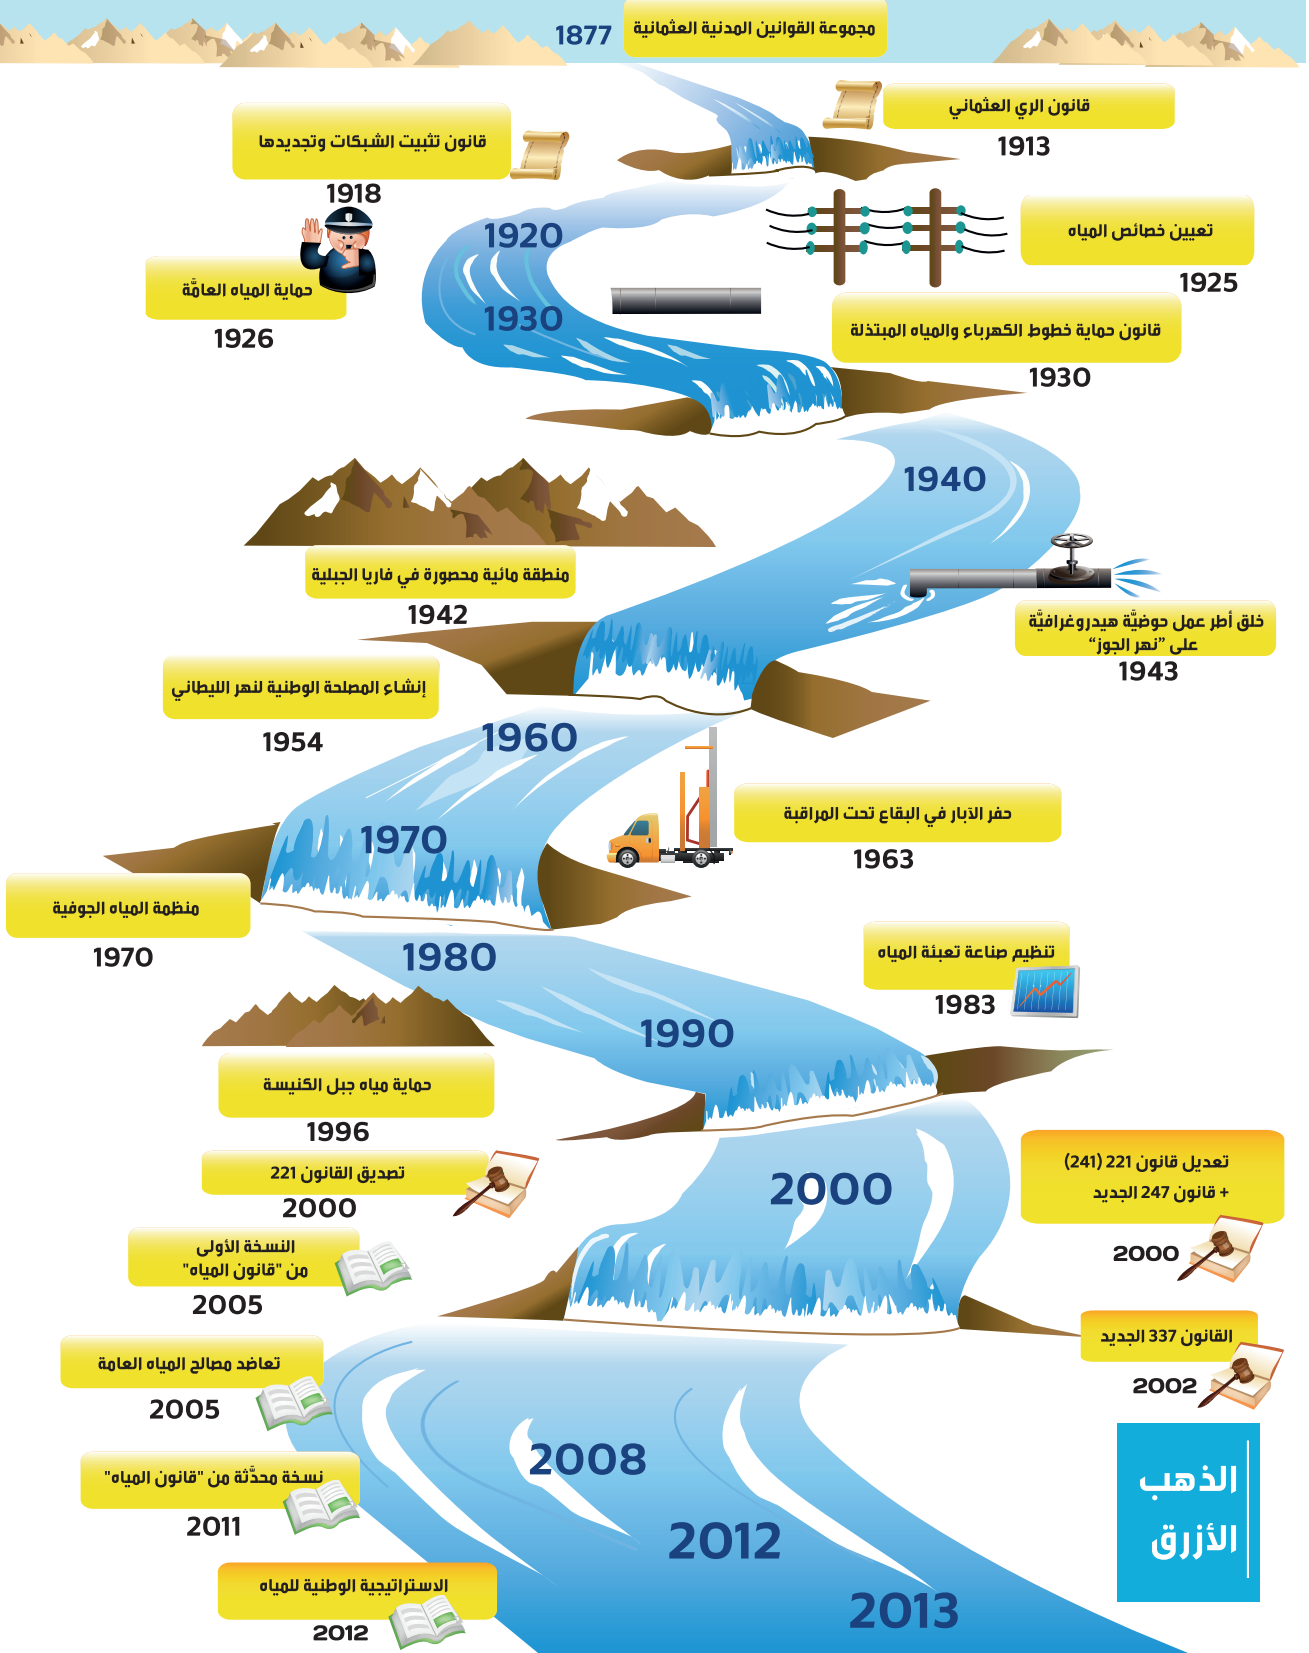 مجموعة القوانين المدنية العثمانية
1877
قانون الري العثماني
1913
قانون تثبيت الشبكات وتجديدها
1918
1920
تعيين خصائص المياه
1925
حماية المياه العامَّة
1926
1930
قانون حماية خطوط الكهرباء والمياه المبتذلة
1930
1940
منطقة مائية محصورة في فاريا الجبلية
1942
خلق أطر عمل حوضيَّة هيدروغرافيَّة
على ”نهر الجوز“
1943
إنشاء المصلحة الوطنية لنهر الليطاني
1954
1960
حفر الآبار في البقاع تحت المراقبة
1963
1970
منظمة المياه الجوفية
1970
1980
تنظيم صناعة تعبئة المياه
1983
1990
حماية مياه جبل الكنيسة
1996
تصديق القانون 221
2000
2000
تعديل قانون 221 (241)
+ قانون 247 الجديد
2000
النسخة الأولى
من "قانون المياه"
2005
القانون 337 الجديد
2002
تعاضد مصالح المياه العامة
2005
2008
نسخة محدَّثة من "قانون المياه"
2011
2012
الاستراتيجية الوطنية للمياه
2012
2013
الذهب
الأزرق